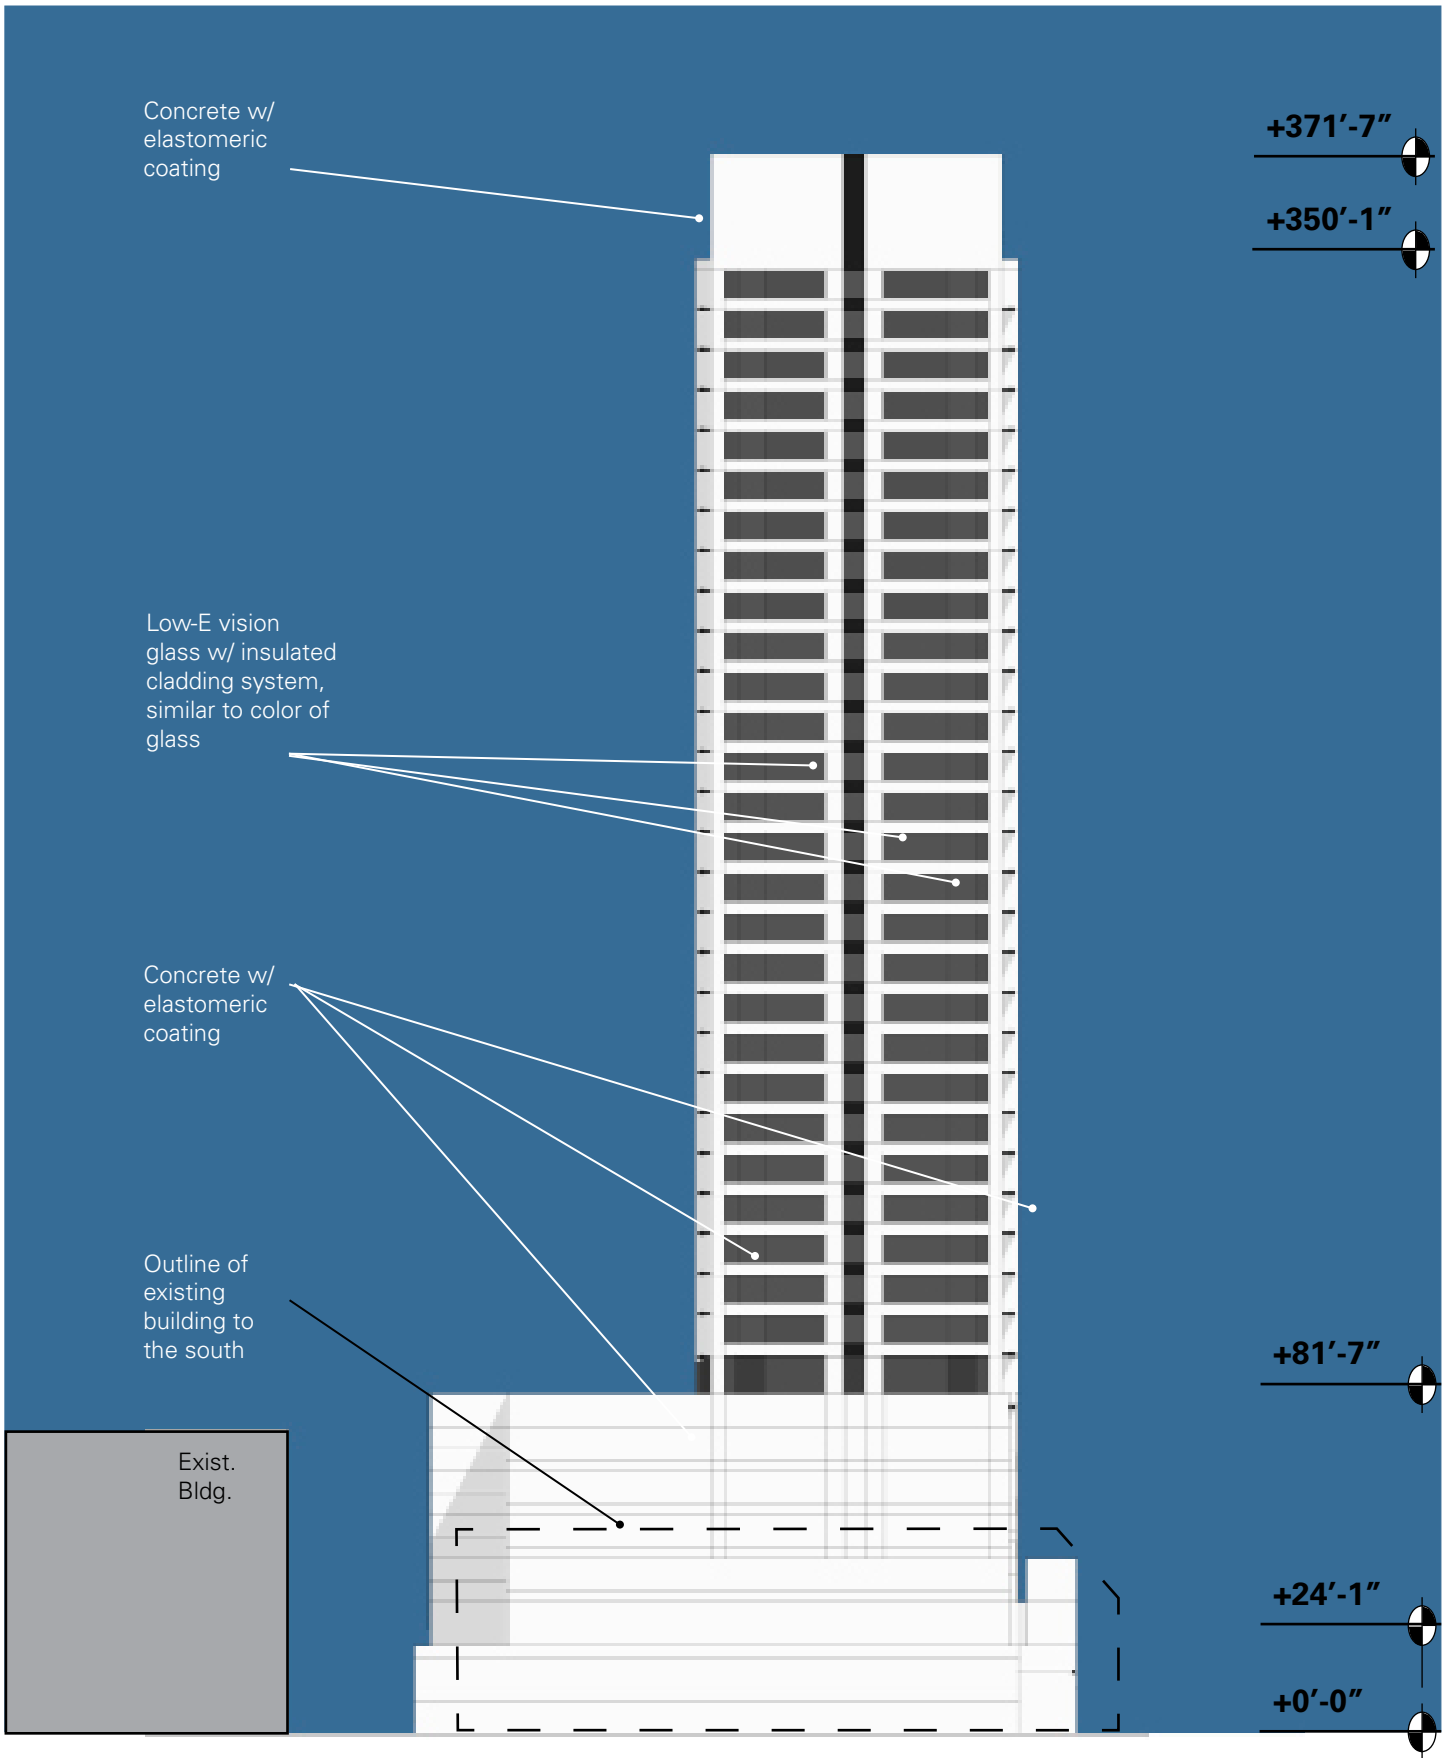 Concrete w/
elastomeric
coating
+371′-7″
+350′-1″
Low-E vision
glass w/ insulated
cladding system,
similar to color of
glass
Concrete w/
elastomeric
coating
Outline of
existing
building to
the south
+81′-7″
Exist.
Bldg.
+24′-1″
+0′-0″